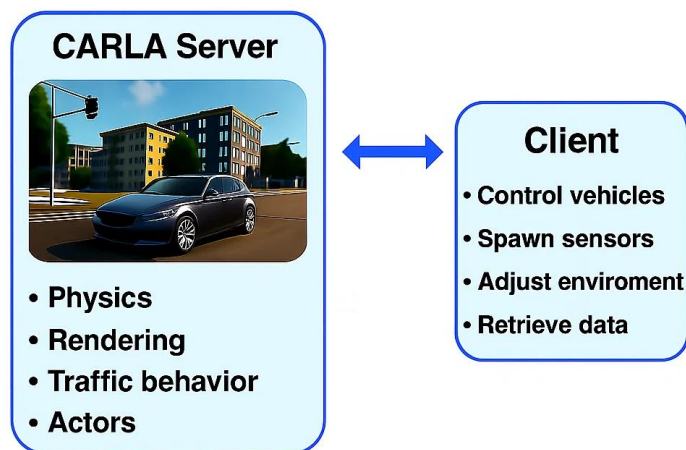 CARLA Server
• Physics
• Rendering
• Traffic behavior
• Actors
Client
• Control vehicles
• Spawn sensors
• Adjust enviroment
• Retrieve data